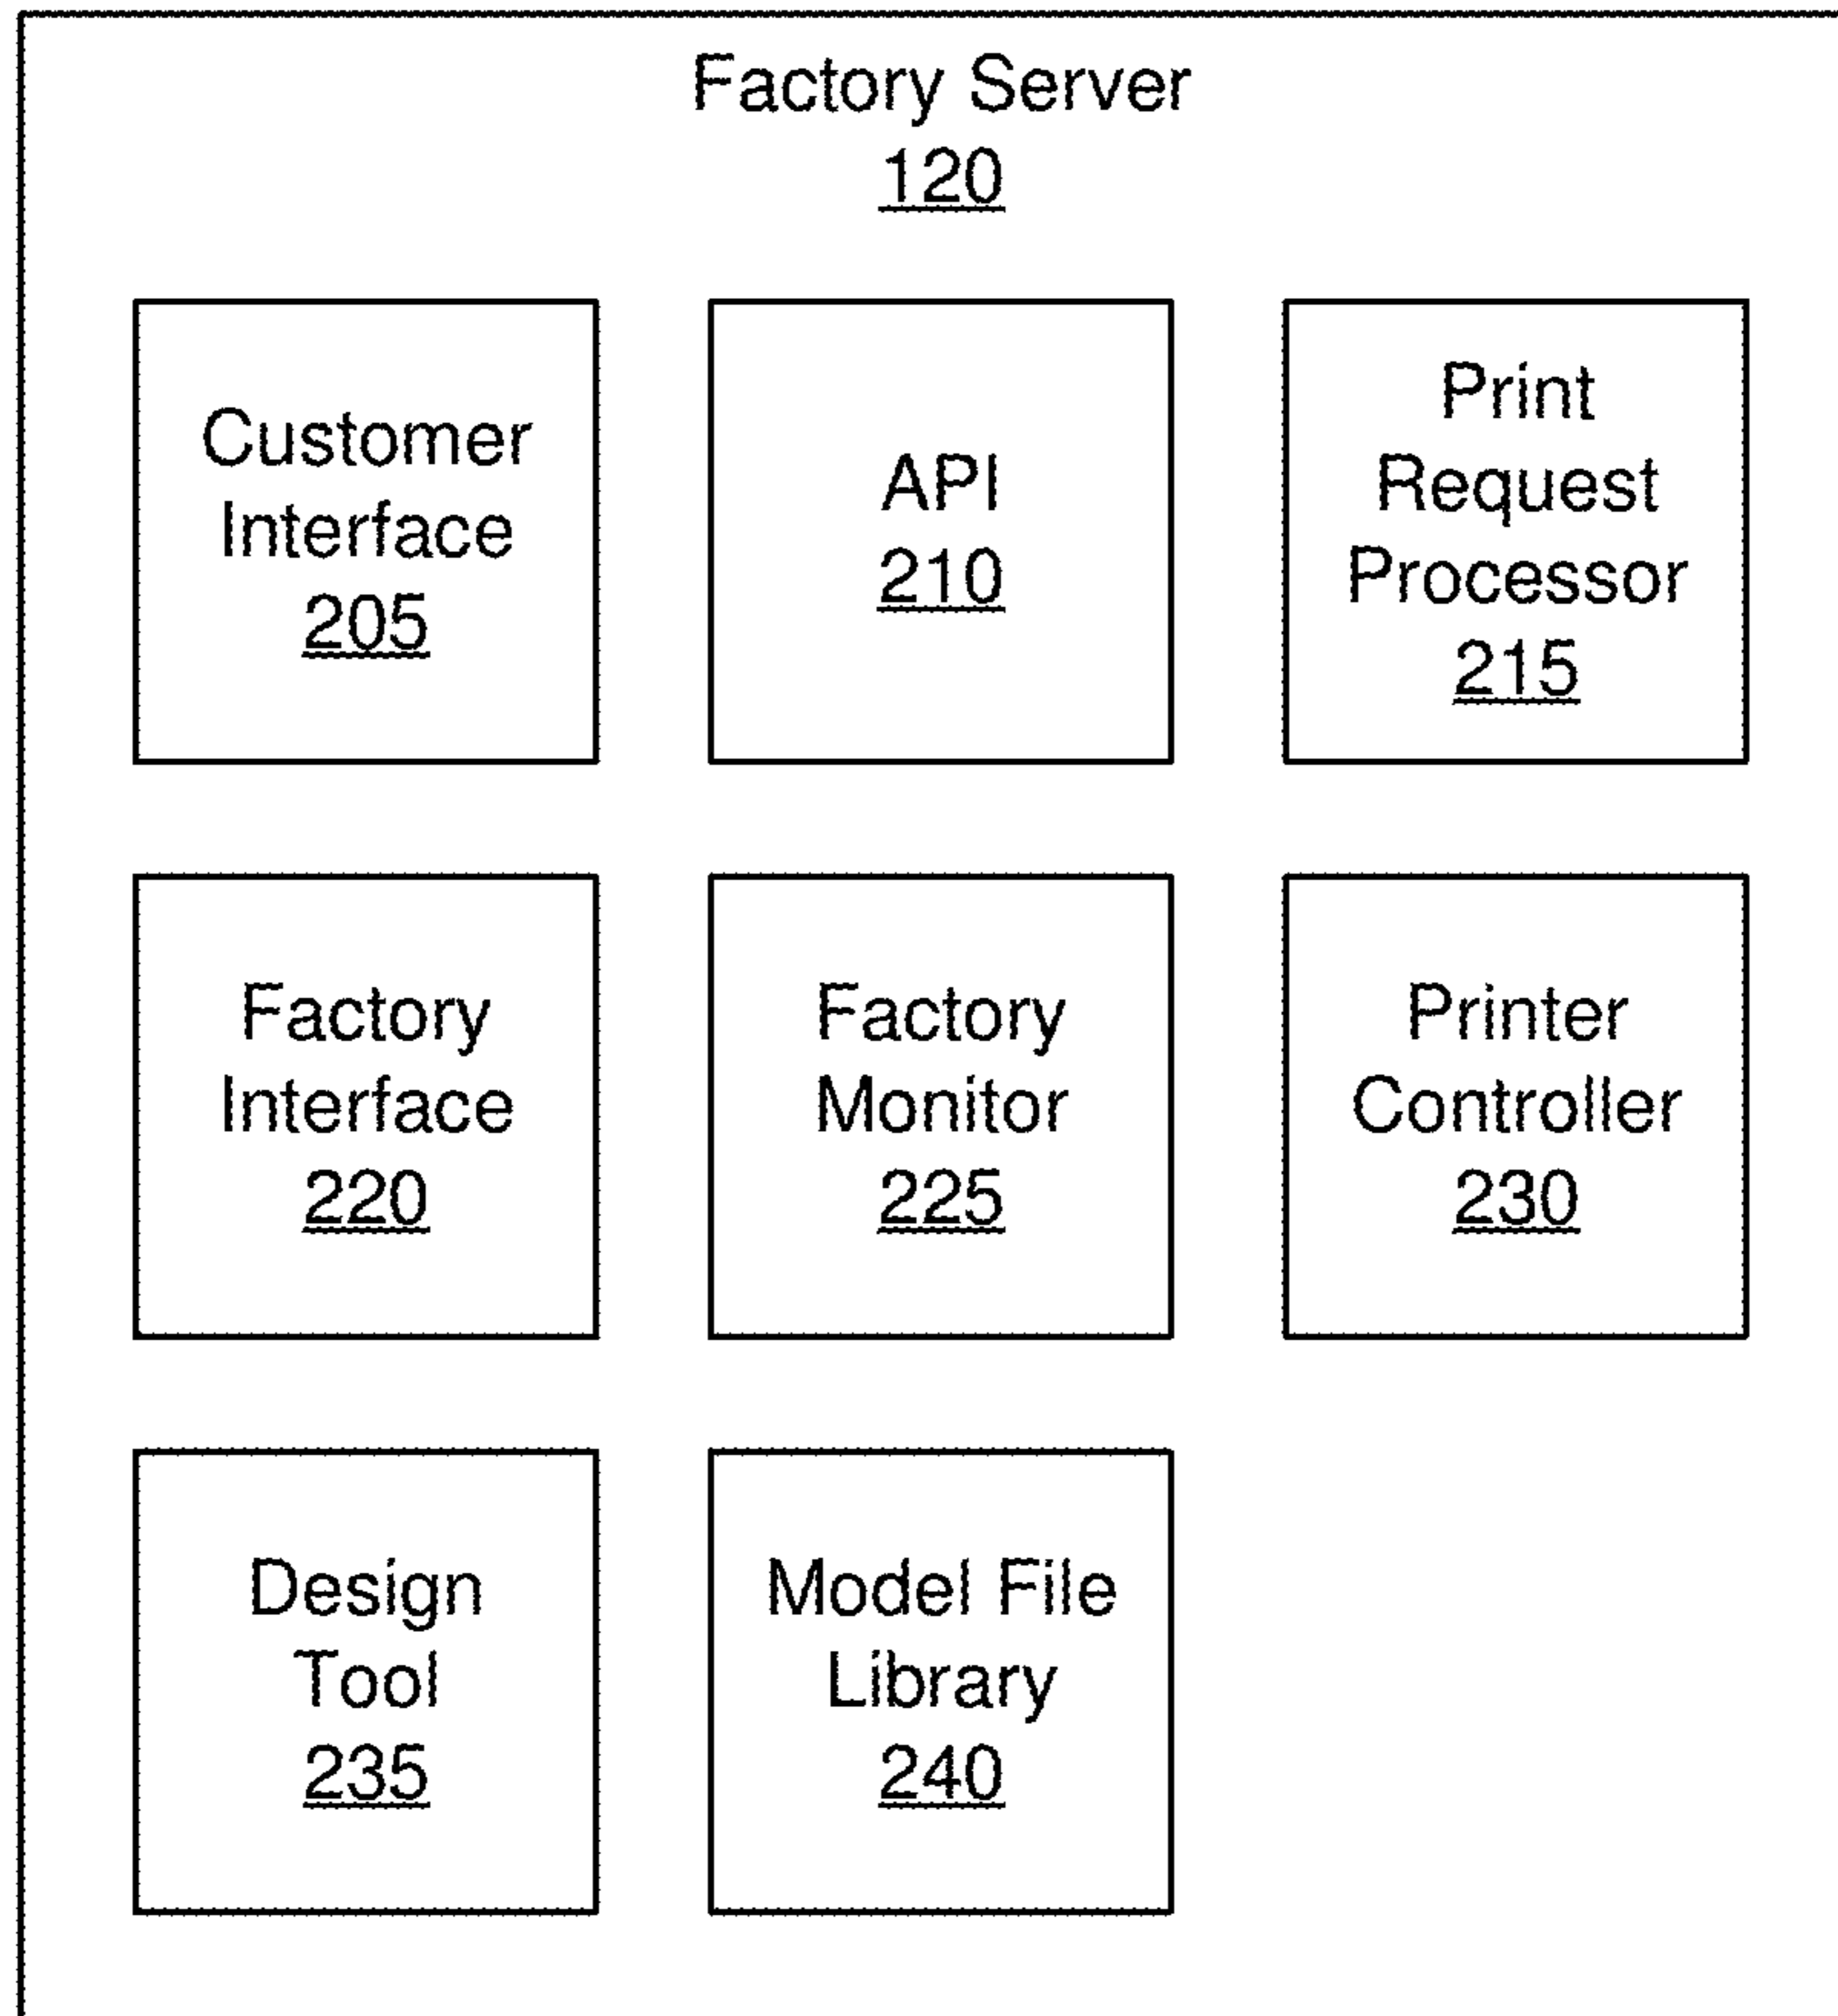 Factory Server
120
Customer
Interface
205
API
210
Print
Request
Processor
215
Factory
Interface
220
Factory
Monitor
225
Printer
Controller
230
Design
Tool
235
Model File
Library
240